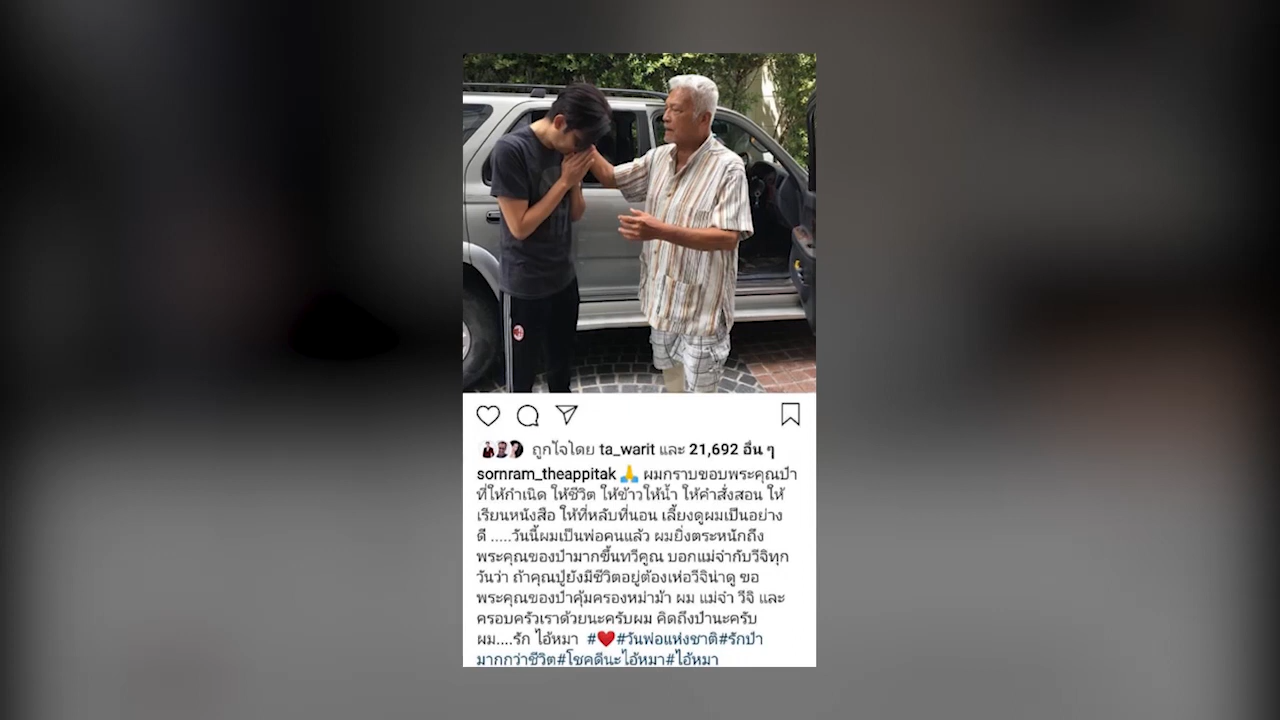 ถูกใจโดย ta_warit และ 21,692 อื่น ๆ
sornram_theappitak 🙏 ผมกราบขอบพระคุณป๋า
ที่ให้กำเนิด ให้ชีวิต ให้ข้าวให้น้ำ ให้คำสั่งสอน ให้
เรียนหนังสือ ให้ที่หลับที่นอน เลี้ยงดูผมเป็นอย่าง
ดี .....วันนี้ผมเป็นพ่อคนแล้ว ผมยิ่งตระหนักถึง
พระคุณของป๋ามากขึ้นทวีคูณ บอกแม่จ๋ากับวีจิทุก
วันว่า ถ้าคุณปู่ยังมีชีวิตอยู่ต้องเห่อวีจิน่าดู ขอ
พระคุณของป๋าคุ้มครองหม่าม้า ผม แม่จ๋า วีจิ และ
ครอบครัวเราด้วยนะครับผม คิดถึงป๋านะครับ
ผม....รัก ไอ้หมา #❤️#วันพ่อแห่งชาติ#รักป๋า
มากกว่าชีวิต#โชคดีนะไอ้หมา#ไอ้หมา